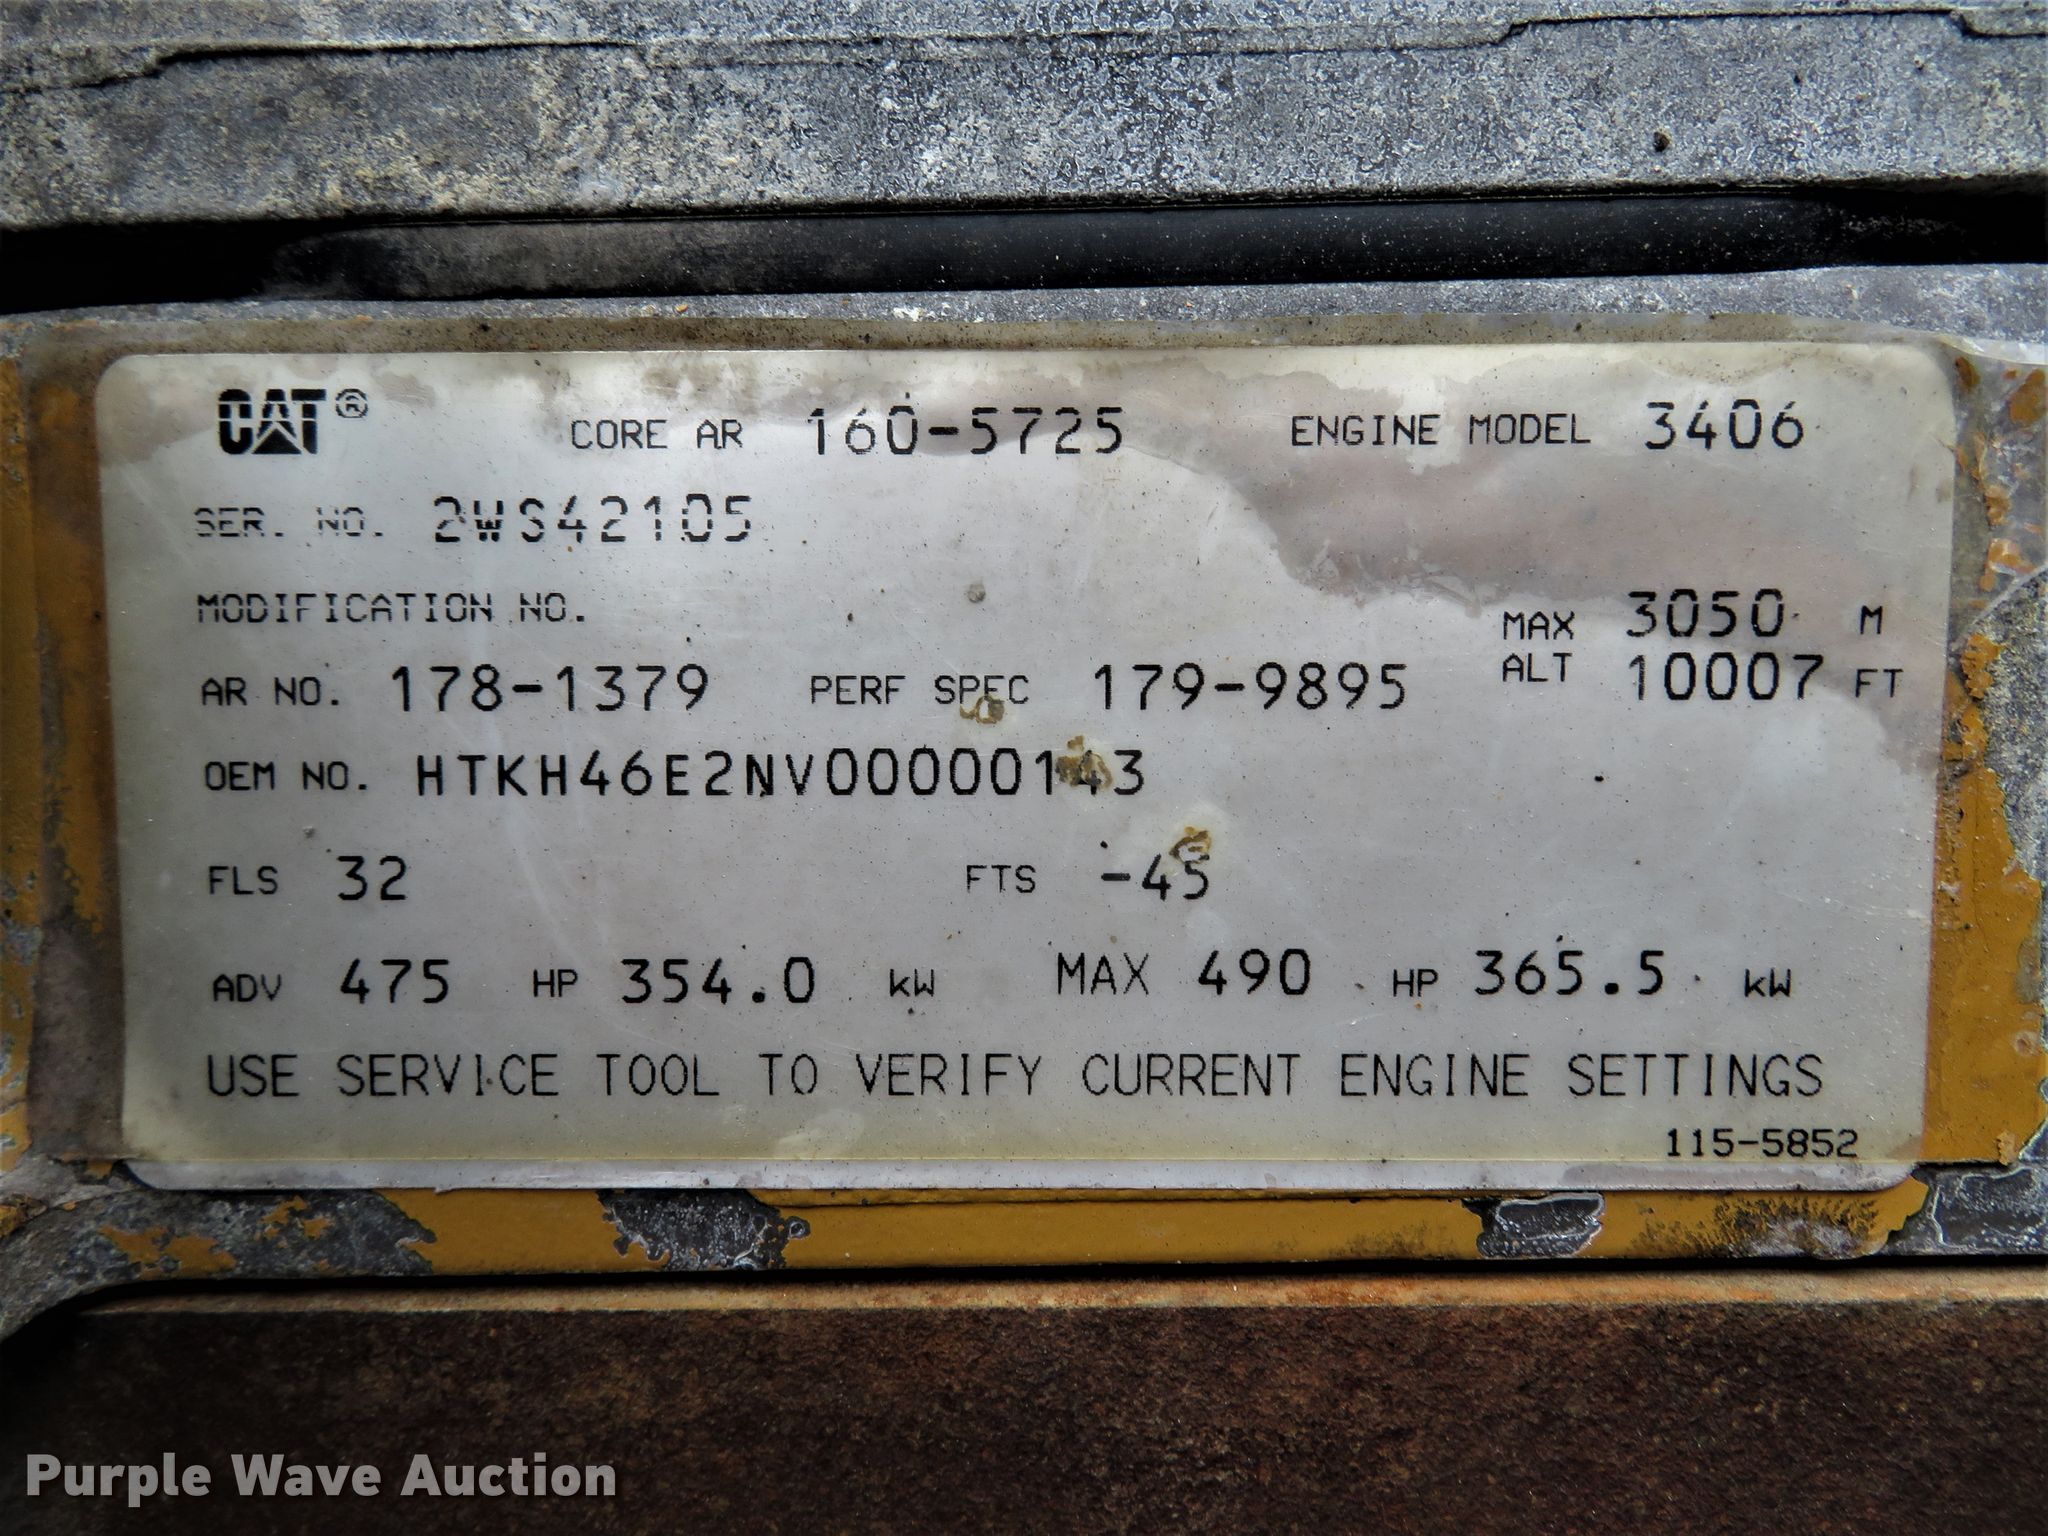 CAT® CORE AR 160-5725 ENGINE MODEL 3406
SER. NO. 2WS42105
MODIFICATION NO.
MAX 3050 M
ALT 10007 FT
AR NO. 178-1379 PERF SPEC 179-9895
OEM NO. HTKH46E2NV00000143
FLS 32 FTS -45
ADV 475 HP 354.0 kW MAX 490 HP 365.5 kW
USE SERVICE TOOL TO VERIFY CURRENT ENGINE SETTINGS
115-5852
Purple Wave Auction